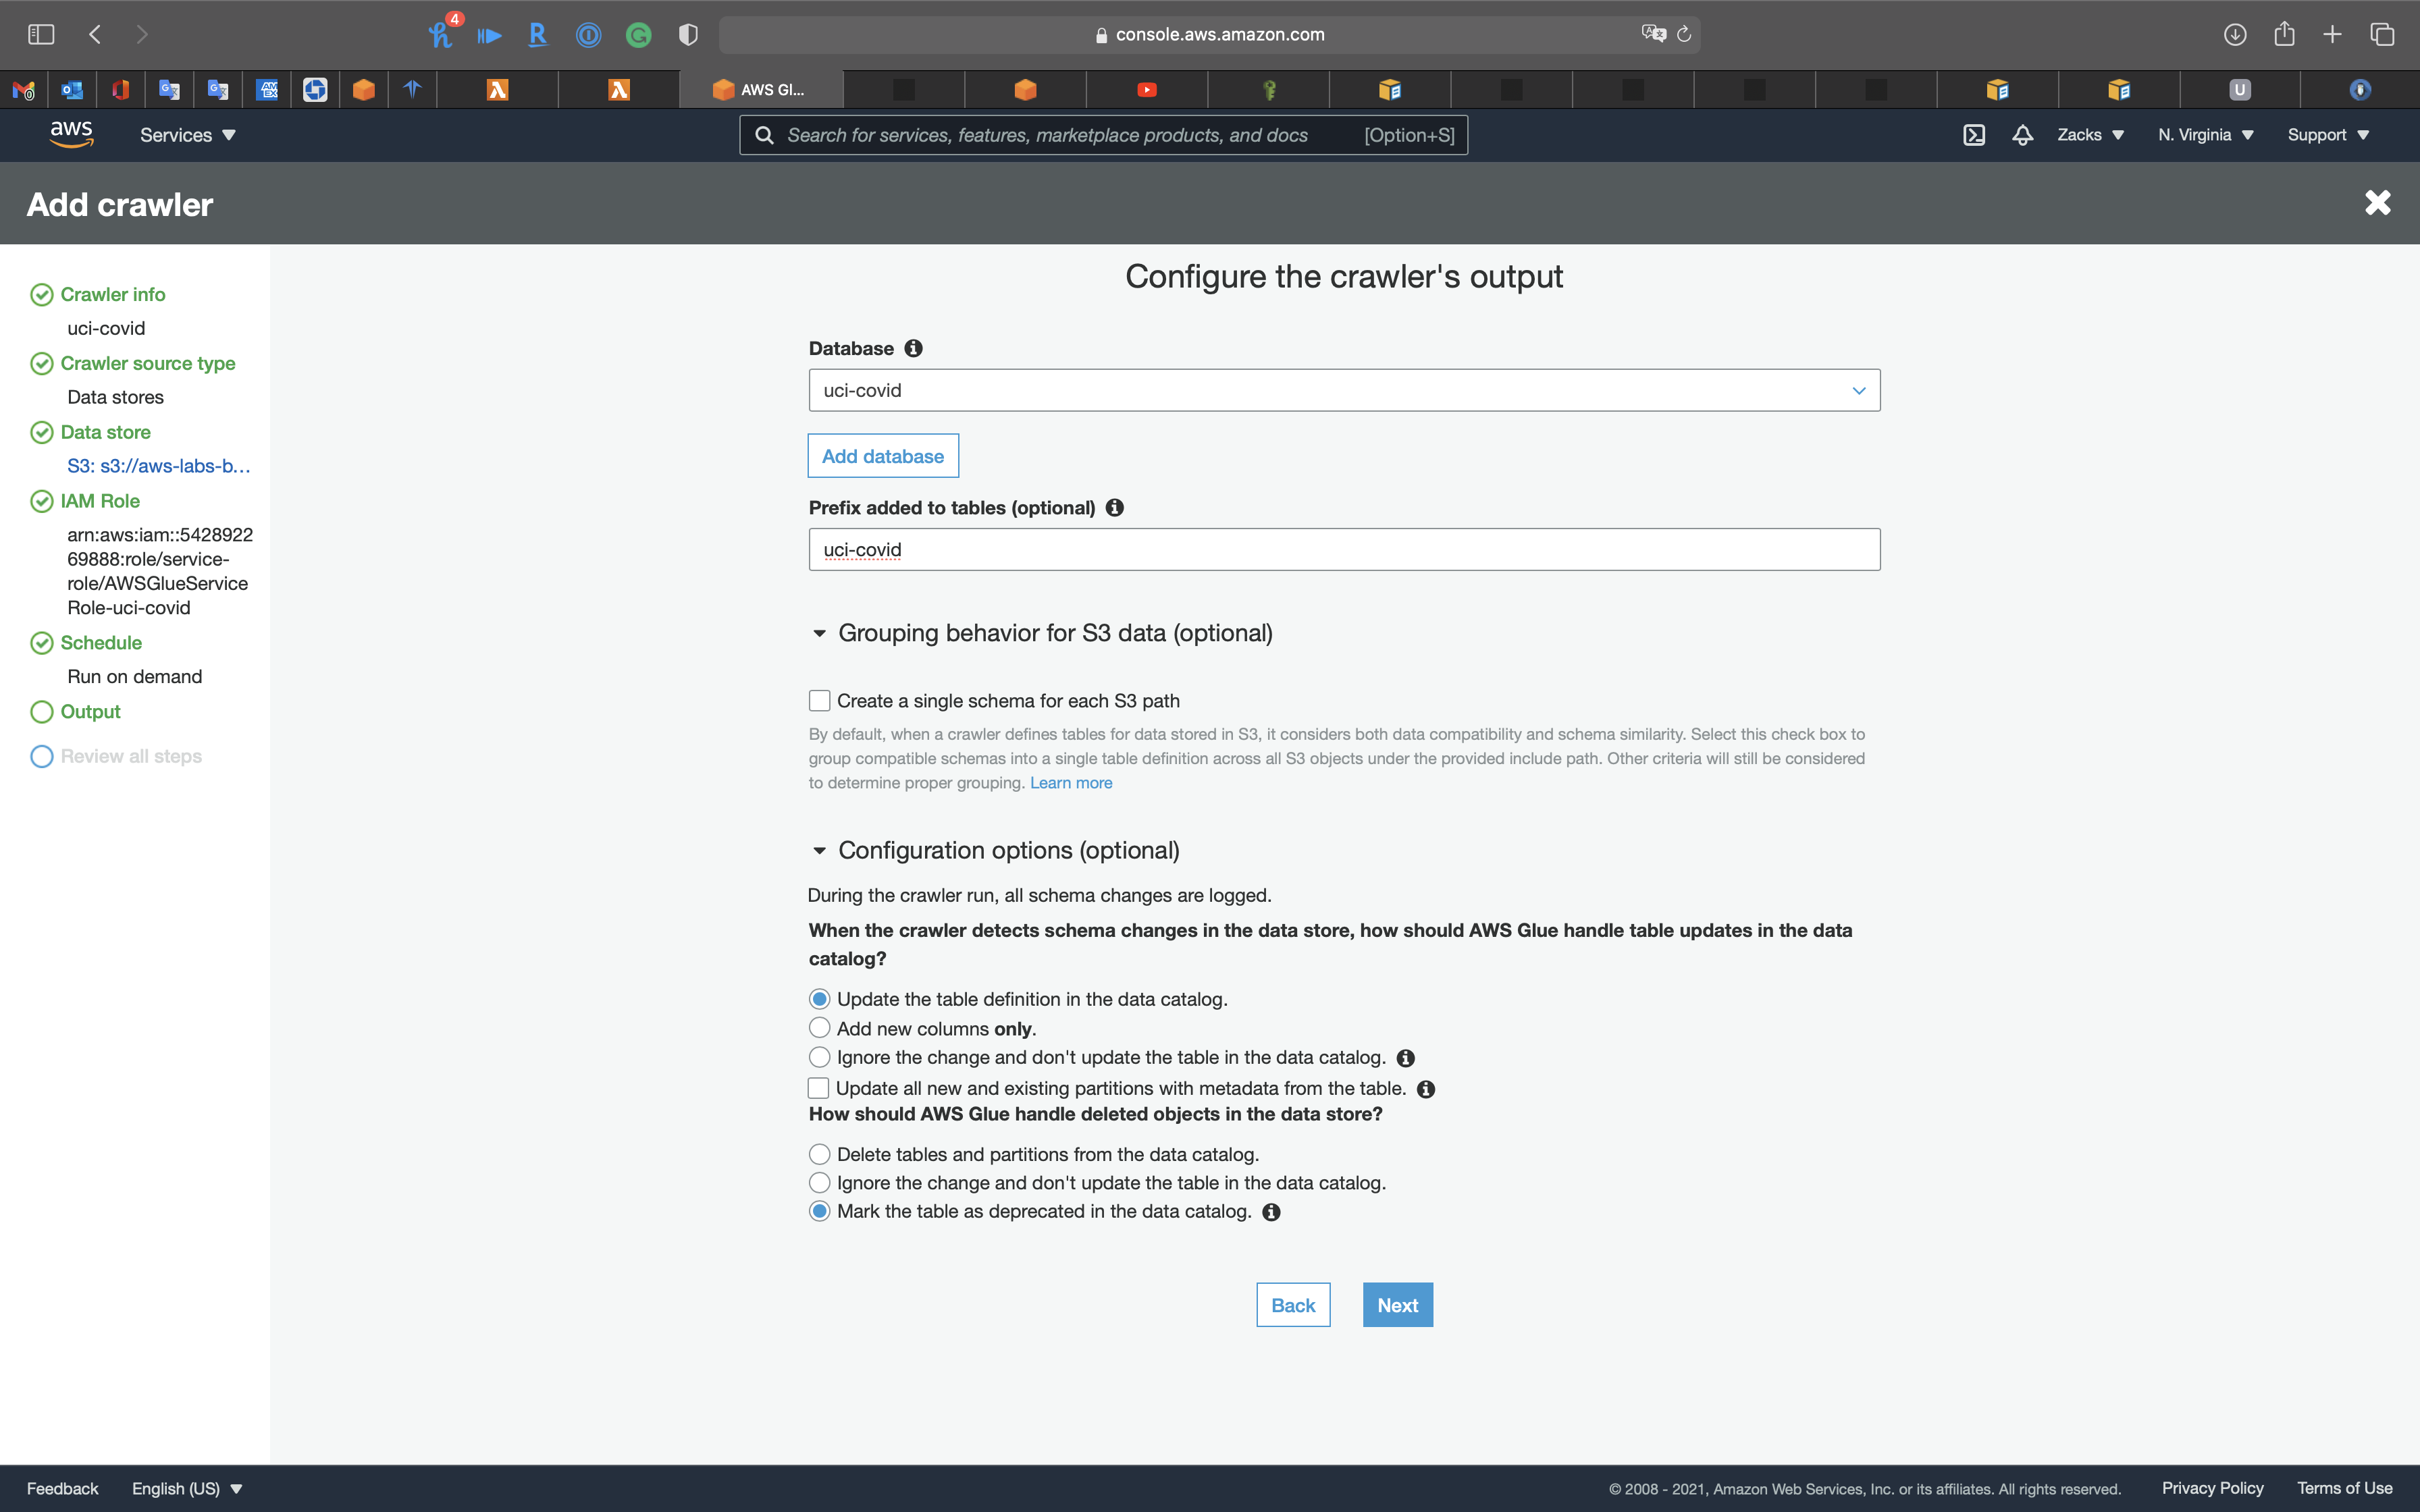 4
console.aws.amazon.com
AWS Gl...
U
aws
Services
Search for services, features, marketplace products, and docs
[Option+S]
Zacks
N. Virginia
Support
Add crawler
Crawler info
uci-covid
Crawler source type
Data stores
Data store
S3: s3://aws-labs-b...
IAM Role
arn:aws:iam::5428922
69888:role/service-
role/AWSGlueService
Role-uci-covid
Schedule
Run on demand
Output
Review all steps
Configure the crawler's output
Database
uci-covid
Add database
Prefix added to tables (optional)
uci-covid
Grouping behavior for S3 data (optional)
Create a single schema for each S3 path
By default, when a crawler defines tables for data stored in S3, it considers both data compatibility and schema similarity. Select this check box to
group compatible schemas into a single table definition across all S3 objects under the provided include path. Other criteria will still be considered
to determine proper grouping. Learn more
Configuration options (optional)
During the crawler run, all schema changes are logged.
When the crawler detects schema changes in the data store, how should AWS Glue handle table updates in the data
catalog?
Update the table definition in the data catalog.
Add new columns only.
Ignore the change and don't update the table in the data catalog.
Update all new and existing partitions with metadata from the table.
How should AWS Glue handle deleted objects in the data store?
Delete tables and partitions from the data catalog.
Ignore the change and don't update the table in the data catalog.
Mark the table as deprecated in the data catalog.
Back
Next
Feedback
English (US)
© 2008 - 2021, Amazon Web Services, Inc. or its affiliates. All rights reserved.
Privacy Policy
Terms of Use